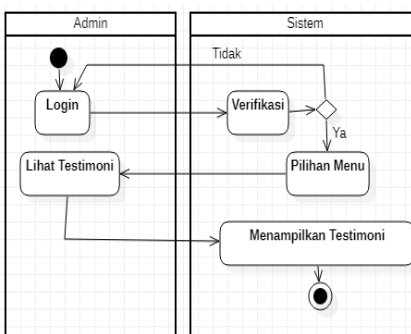 Admin
Sistem
Tidak
Login
Verifikasi
Ya
Lihat Testimoni
Pilihan Menu
Menampilkan Testimoni